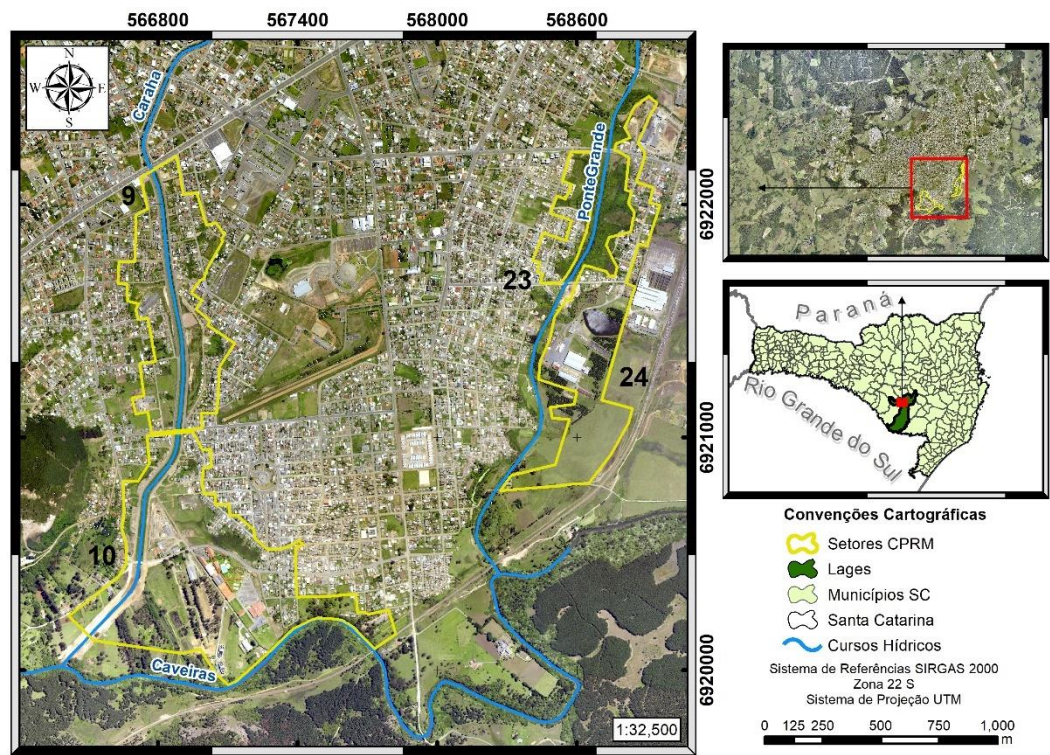 566800 567400 568000 568600
N
W E
S
Caraha
PonteGrande
9
23
24
10
Caveiras
1:32,500
6922000
6921000
6920000
Paraná
Rio Grande do Sul
Convenções Cartográficas
Setores CPRM
Lages
Municípios SC
Santa Catarina
Cursos Hídricos
Sistema de Referências SIRGAS 2000
Zona 22 S
Sistema de Projeção UTM
0 125 250 500 750 1,000
m